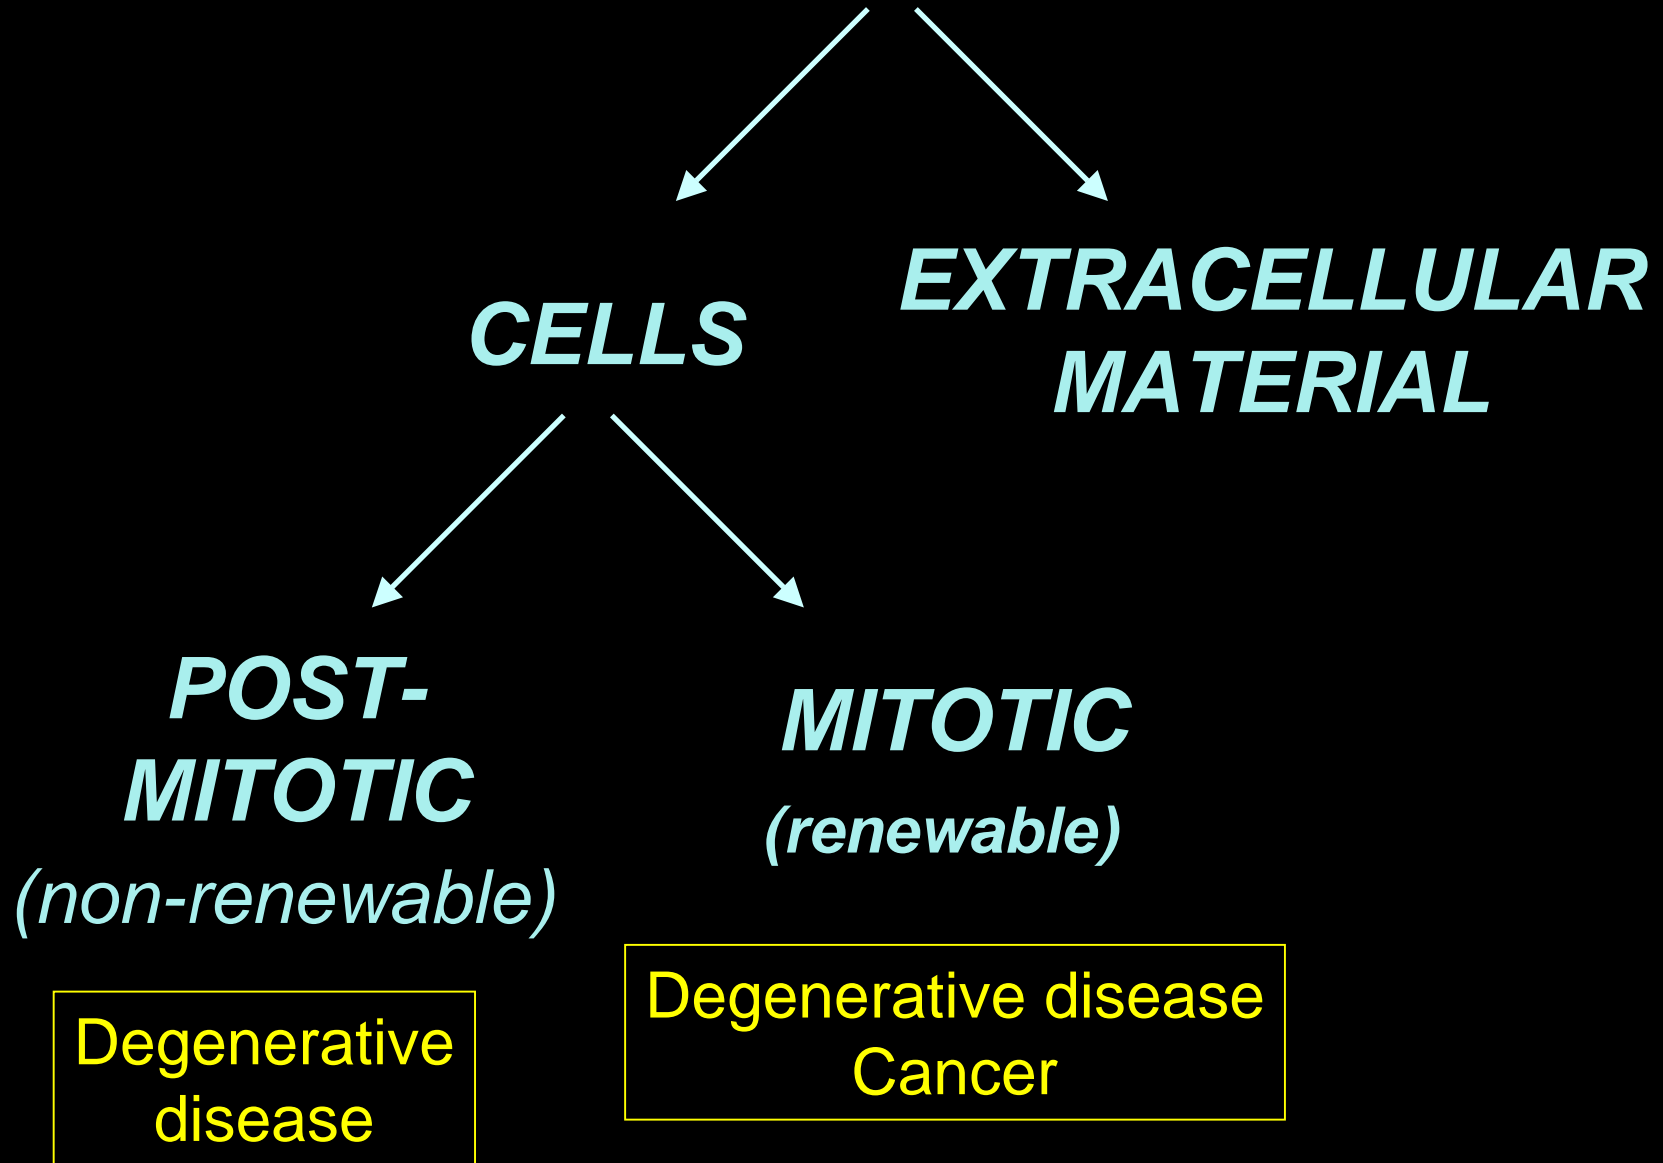 CELLS
EXTRACELLULAR
MATERIAL
POST-
MITOTIC
(non-renewable)
MITOTIC
(renewable)
Degenerative
disease
Degenerative disease
Cancer